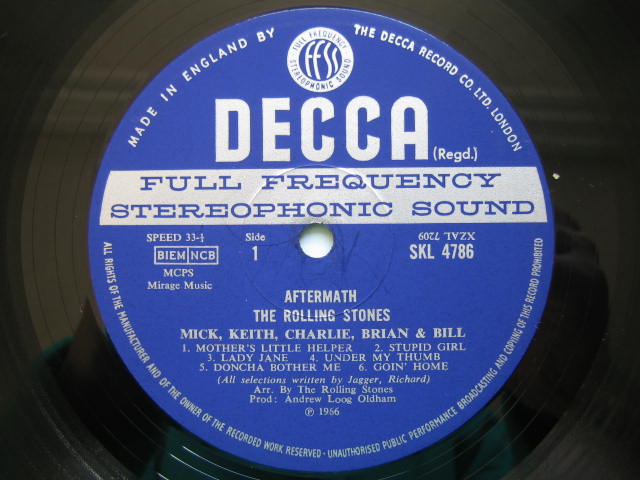 MADE IN ENGLAND BY THE DECCA RECORD CO. LTD. LONDON
FULL FREQUENCY
FFSS
STEREOPHONIC SOUND
DECCA (Regd.)
FULL FREQUENCY
STEREOPHONIC SOUND
SPEED 33-⅓
BIEM NCB
MCPS
Mirage Music
Side
1
XZAL 7209
SKL 4786
AFTERMATH
THE ROLLING STONES
MICK, KEITH, CHARLIE, BRIAN & BILL
1. MOTHER'S LITTLE HELPER 2. STUPID GIRL
3. LADY JANE 4. UNDER MY THUMB
5. DONCHA BOTHER ME 6. GOIN' HOME
(All selections written by Jagger, Richard)
Arr. By The Rolling Stones
Prod: Andrew Loog Oldham
℗ 1966
ALL RIGHTS OF THE MANUFACTURER AND OF THE OWNER OF THE RECORDED WORK RESERVED - UNAUTHORISED PUBLIC PERFORMANCE BROADCASTING AND COPYING OF THIS RECORD PROHIBITED